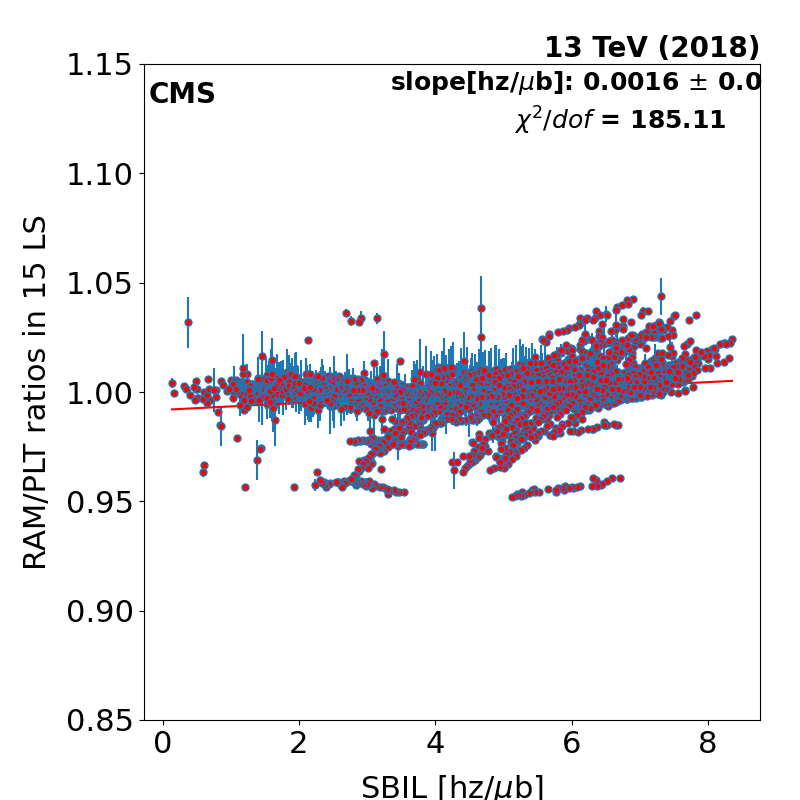 13 TeV (2018)
slope[hz/μb]: 0.0016 ± 0.0
CMS
χ²/dof = 185.11
1.15
1.10
1.05
1.00
0.95
0.90
0.85
RAM/PLT ratios in 15 LS
0 2 4 6 8
SBIL [hz/μb]